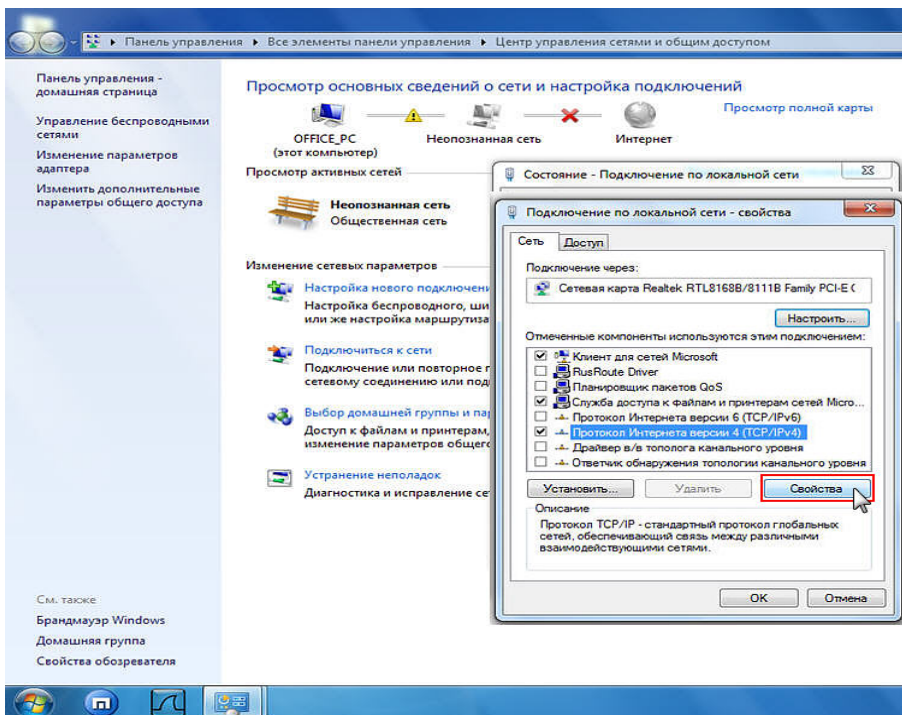 Панель управления ▸ Все элементы панели управления ▸ Центр управления сетями и общим доступом
Панель управления -
домашняя страница
Управление беспроводными
сетями
Изменение параметров
адаптера
Изменить дополнительные
параметры общего доступа
См. также
Брандмауэр Windows
Домашняя группа
Свойства обозревателя
Просмотр основных сведений о сети и настройка подключений
Просмотр полной карты
OFFICE_PC
(этот компьютер)
Неопознанная сеть
Интернет
Просмотр активных сетей
Неопознанная сеть
Общественная сеть
Изменение сетевых параметров
Настройка нового подключени
Настройка беспроводного, ши
или же настройка маршрутиза
Подключиться к сети
Подключение или повторное
сетевому соединению или под
Выбор домашней группы и па
Доступ к файлам и принтерам,
изменение параметров общего
Устранение неполадок
Диагностика и исправление се
Состояние - Подключение по локальной сети
Подключение по локальной сети - свойства
Сеть
Доступ
Подключение через:
Сетевая карта Realtek RTL8168B/8111B Family PCI-E (
Настроить...
Отмеченные компоненты используются этим подключением:
Клиент для сетей Microsoft
RusRoute Driver
Планировщик пакетов QoS
Служба доступа к файлам и принтерам сетей Micro...
Протокол Интернета версии 6 (TCP/IPv6)
Протокол Интернета версии 4 (TCP/IPv4)
Драйвер в/в тополога канального уровня
Ответчик обнаружения топологии канального уровня
Установить...
Удалить
Свойства
Описание
Протокол TCP/IP - стандартный протокол глобальных
сетей, обеспечивающий связь между различными
взаимодействующими сетями.
OK
Отмена